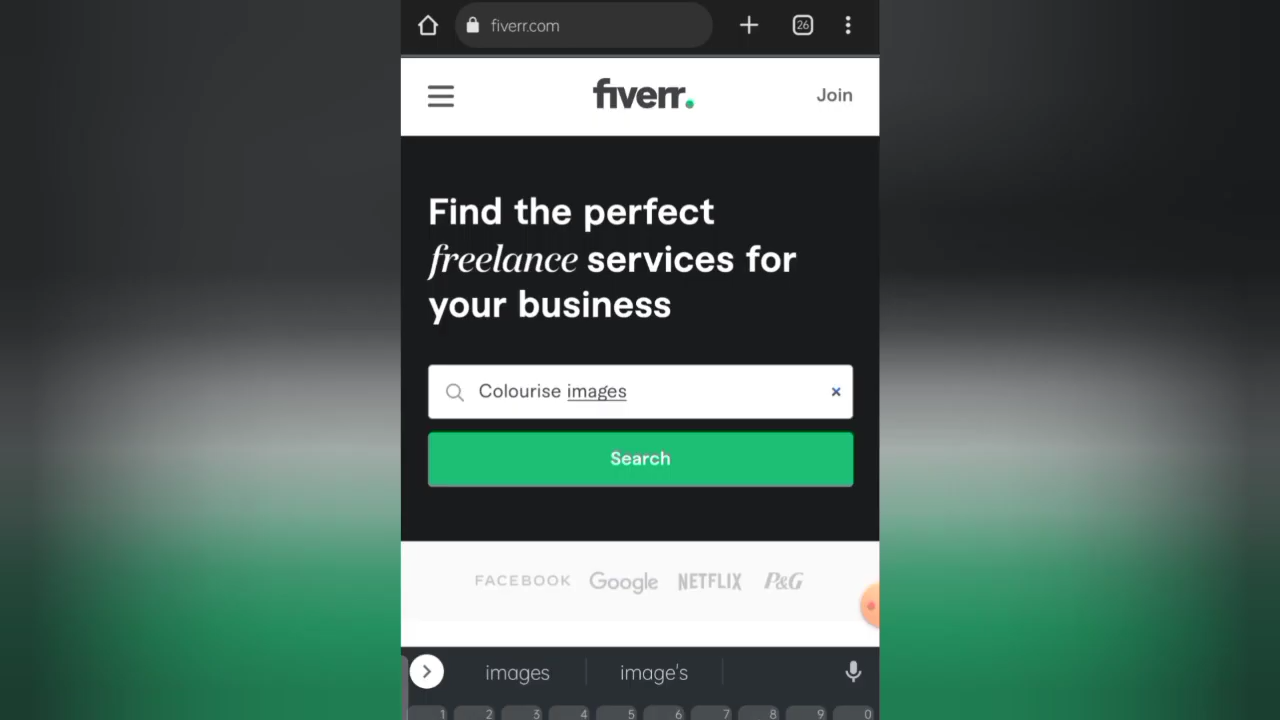 fiverr.com
26
fiverr.
Join
Find the perfect
freelance services for
your business
Colourise images
×
Search
FACEBOOK Google NETFLIX P&G
images image's
1 2 3 4 5 6 7 8 9 0